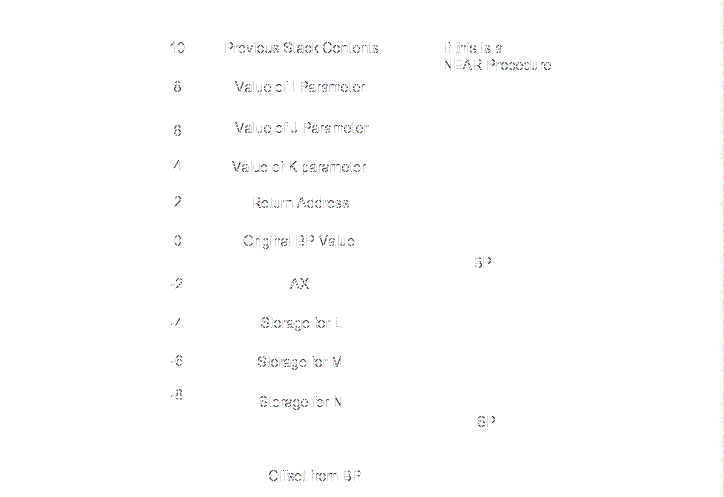 10 Previous Stack Contents If this is a
NEAR Procedure
8 Value of I Parameter
6 Value of J Parameter
4 Value of K parameter
2 Return Address
0 Original BP Value
BP
-2 AX
-4 Storage for L
-6 Storage for M
-8 Storage for N
SP
Offset from BP